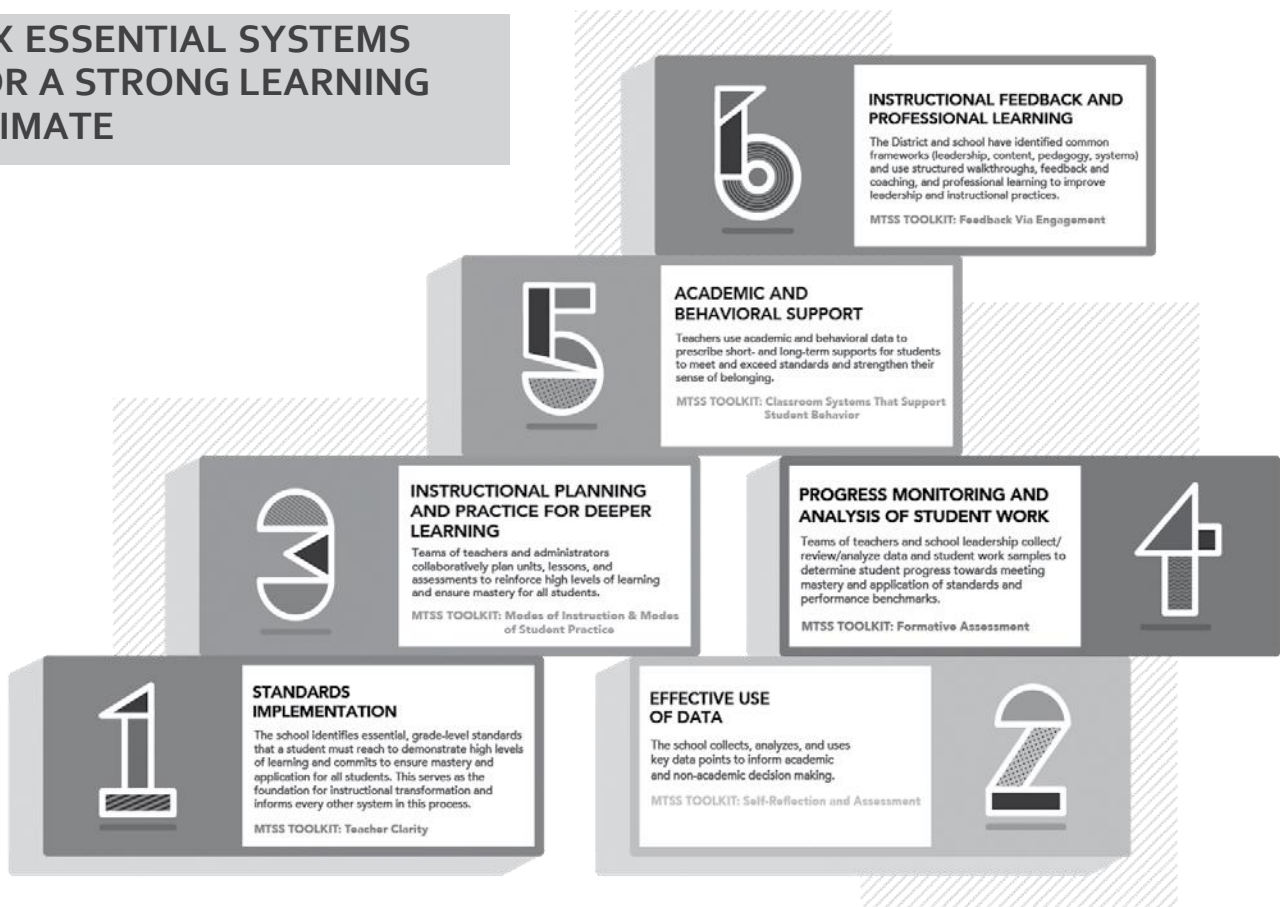 X ESSENTIAL SYSTEMS
OR A STRONG LEARNING
IMATE
6
INSTRUCTIONAL FEEDBACK AND
PROFESSIONAL LEARNING
The District and school have identified common
frameworks (leadership, content, pedagogy, systems)
and use structured walkthroughs, feedback and
coaching, and professional learning to improve
leadership and instructional practices.
MTSS TOOLKIT: Feedback Via Engagement
5
ACADEMIC AND
BEHAVIORAL SUPPORT
Teachers use academic and behavioral data to
prescribe short- and long-term supports for students
to meet and exceed standards and strengthen their
sense of belonging.
MTSS TOOLKIT: Classroom Systems That Support
Student Behavior
3
INSTRUCTIONAL PLANNING
AND PRACTICE FOR DEEPER
LEARNING
Teams of teachers and administrators
collaboratively plan units, lessons, and
assessments to reinforce high levels of learning
and ensure mastery for all students.
MTSS TOOLKIT: Modes of Instruction & Modes
of Student Practice
PROGRESS MONITORING AND
ANALYSIS OF STUDENT WORK
Teams of teachers and school leadership collect/
review/analyze data and student work samples to
determine student progress towards meeting
mastery and application of standards and
performance benchmarks.
MTSS TOOLKIT: Formative Assessment
4
1
STANDARDS
IMPLEMENTATION
The school identifies essential, grade-level standards
that a student must reach to demonstrate high levels
of learning and commits to ensure mastery and
application for all students. This serves as the
foundation for instructional transformation and
informs every other system in this process.
MTSS TOOLKIT: Teacher Clarity
EFFECTIVE USE
OF DATA
The school collects, analyzes, and uses
key data points to inform academic
and non-academic decision making.
MTSS TOOLKIT: Self-Reflection and Assessment
2